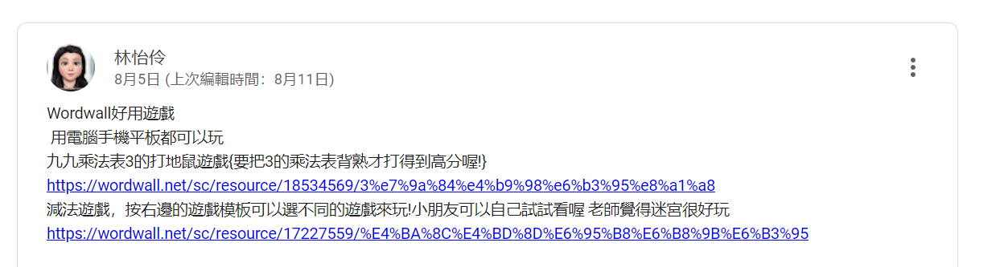 林怡伶
8月5日 (上次編輯時間：8月11日)
Wordwall好用遊戲
用電腦手機平板都可以玩
九九乘法表3的打地鼠遊戲{要把3的乘法表背熟才打得到高分喔!}
https://wordwall.net/sc/resource/18534569/3%e7%9a%84%e4%b9%98%e6%b3%95%e8%a1%a8
減法遊戲，按右邊的遊戲模板可以選不同的遊戲來玩!小朋友可以自己試試看喔 老師覺得迷宮很好玩
https://wordwall.net/sc/resource/17227559/%E4%BA%8C%E4%BD%8D%E6%95%B8%E6%B8%9B%E6%B3%95